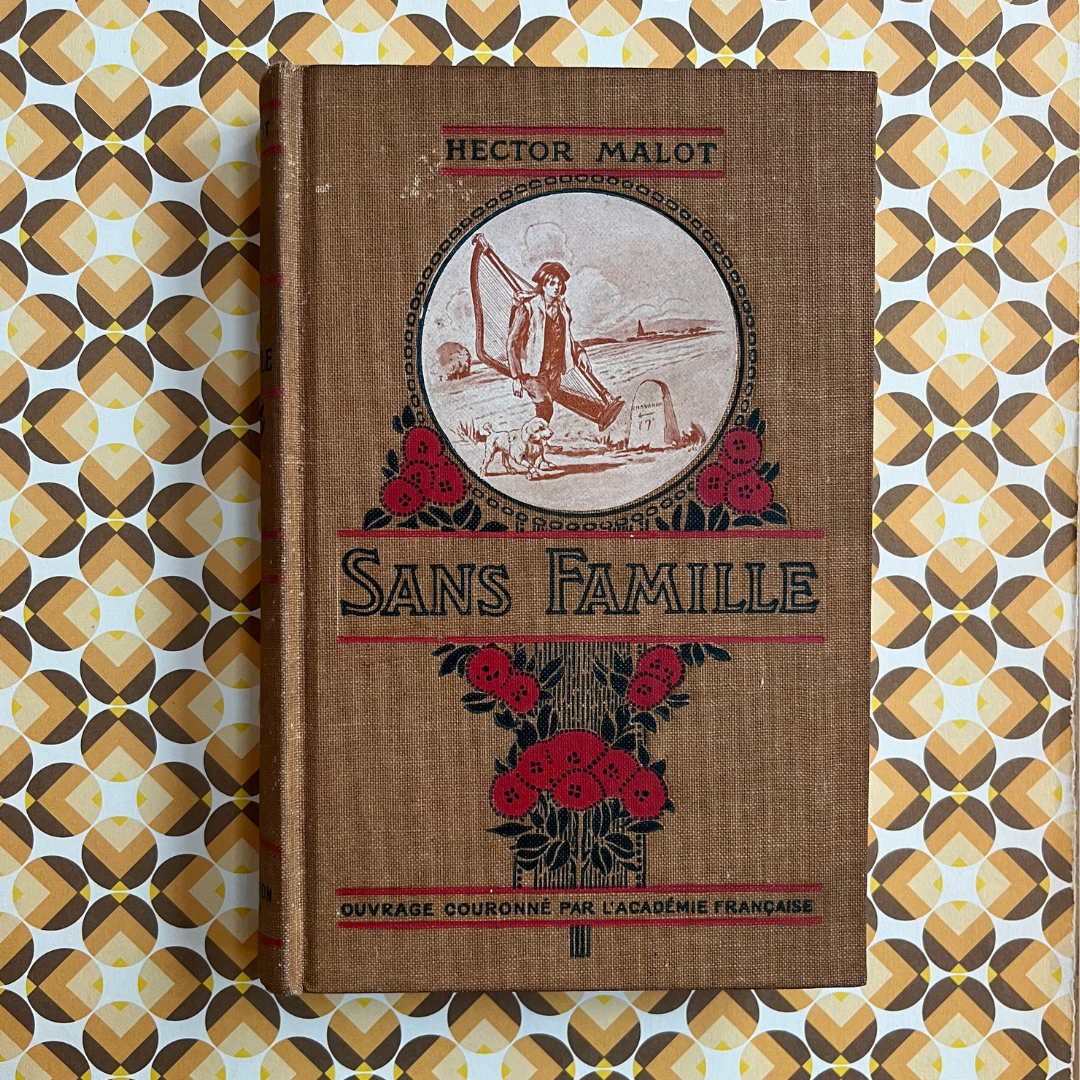 HECTOR MALOT
SANS FAMILLE
OUVRAGE COURONNÉ PAR L'ACADÉMIE FRANÇAISE